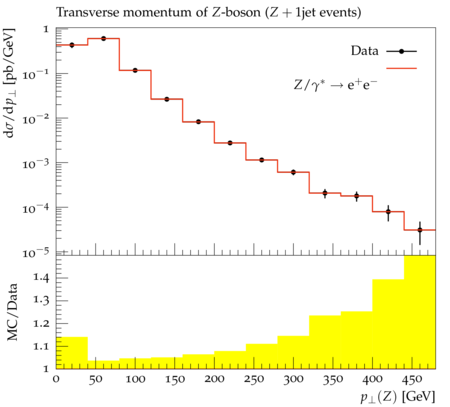 Transverse momentum of Z-boson (Z + 1jet events)
dσ/dp⊥ [pb/GeV]
1
Data
10⁻¹
Z/γ* → e⁺e⁻
10⁻²
10⁻³
10⁻⁴
10⁻⁵
MC/Data
1.4
1.3
1.2
1.1
1
0 50 100 150 200 250 300 350 400 450
p⊥(Z) [GeV]